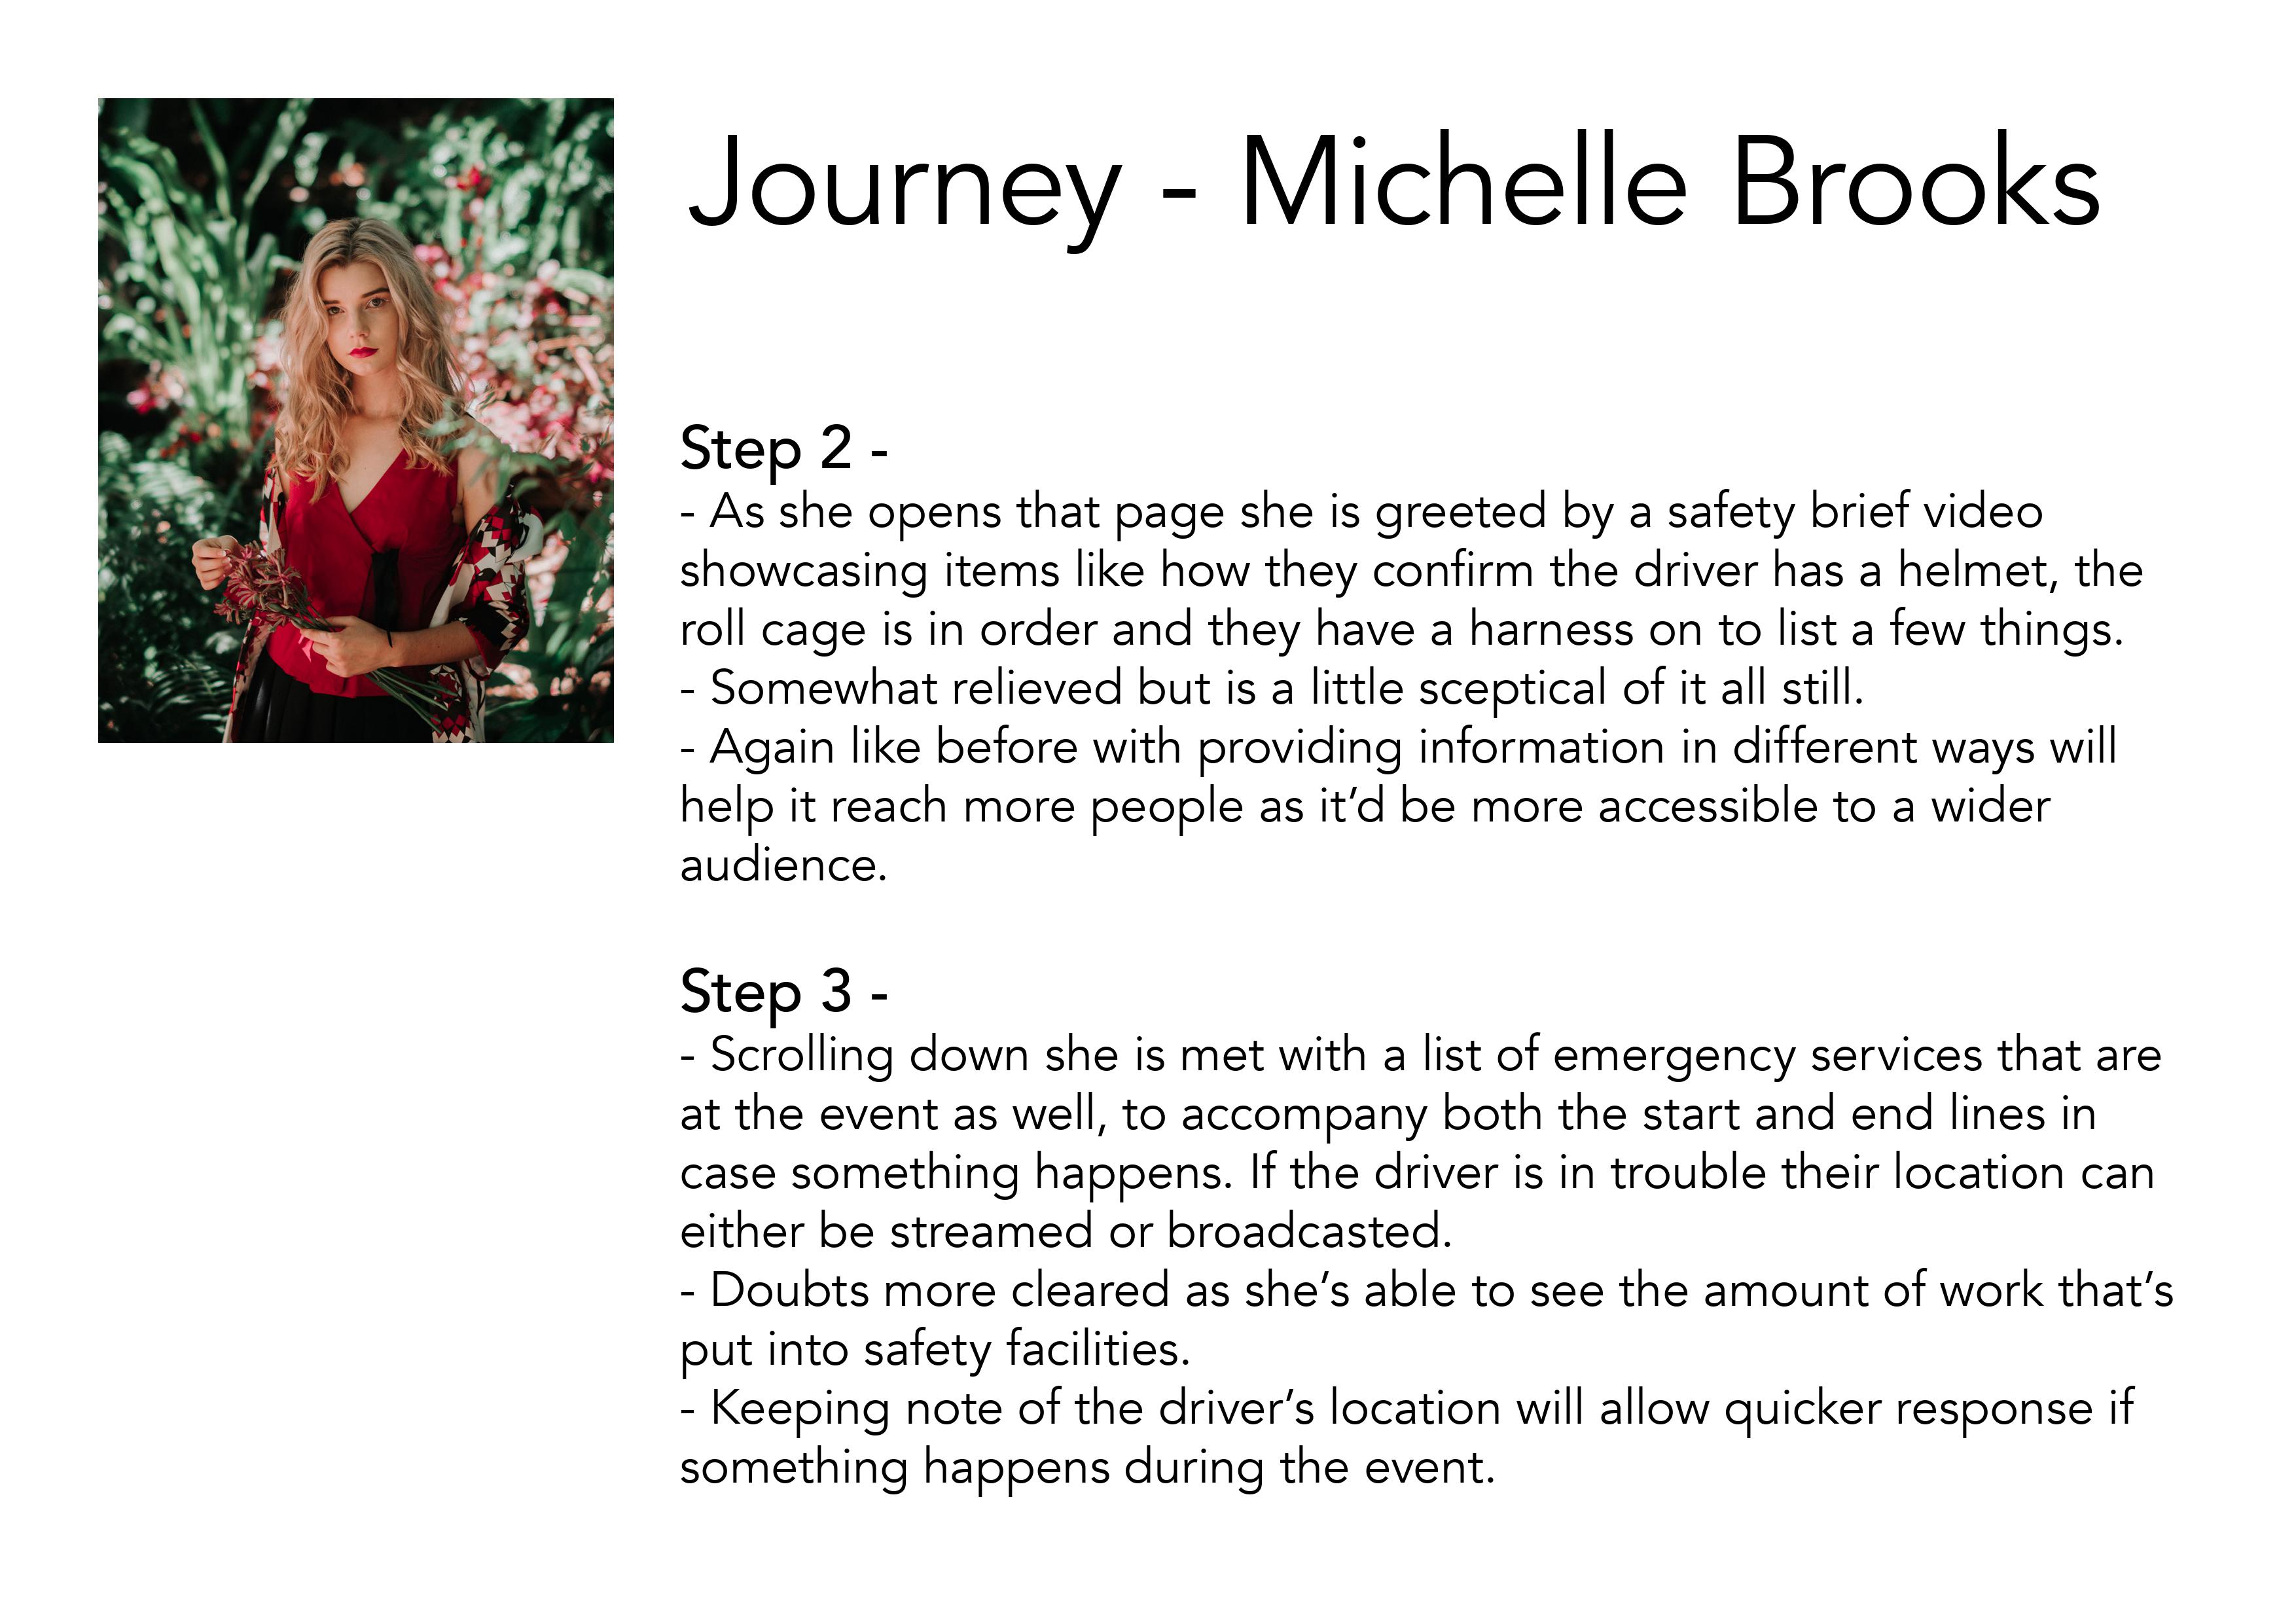 Journey - Michelle Brooks
Step 2 -
- As she opens that page she is greeted by a safety brief video
showcasing items like how they confirm the driver has a helmet, the
roll cage is in order and they have a harness on to list a few things.
- Somewhat relieved but is a little sceptical of it all still.
- Again like before with providing information in different ways will
help it reach more people as it’d be more accessible to a wider
audience.
Step 3 -
- Scrolling down she is met with a list of emergency services that are
at the event as well, to accompany both the start and end lines in
case something happens. If the driver is in trouble their location can
either be streamed or broadcasted.
- Doubts more cleared as she’s able to see the amount of work that’s
put into safety facilities.
- Keeping note of the driver’s location will allow quicker response if
something happens during the event.